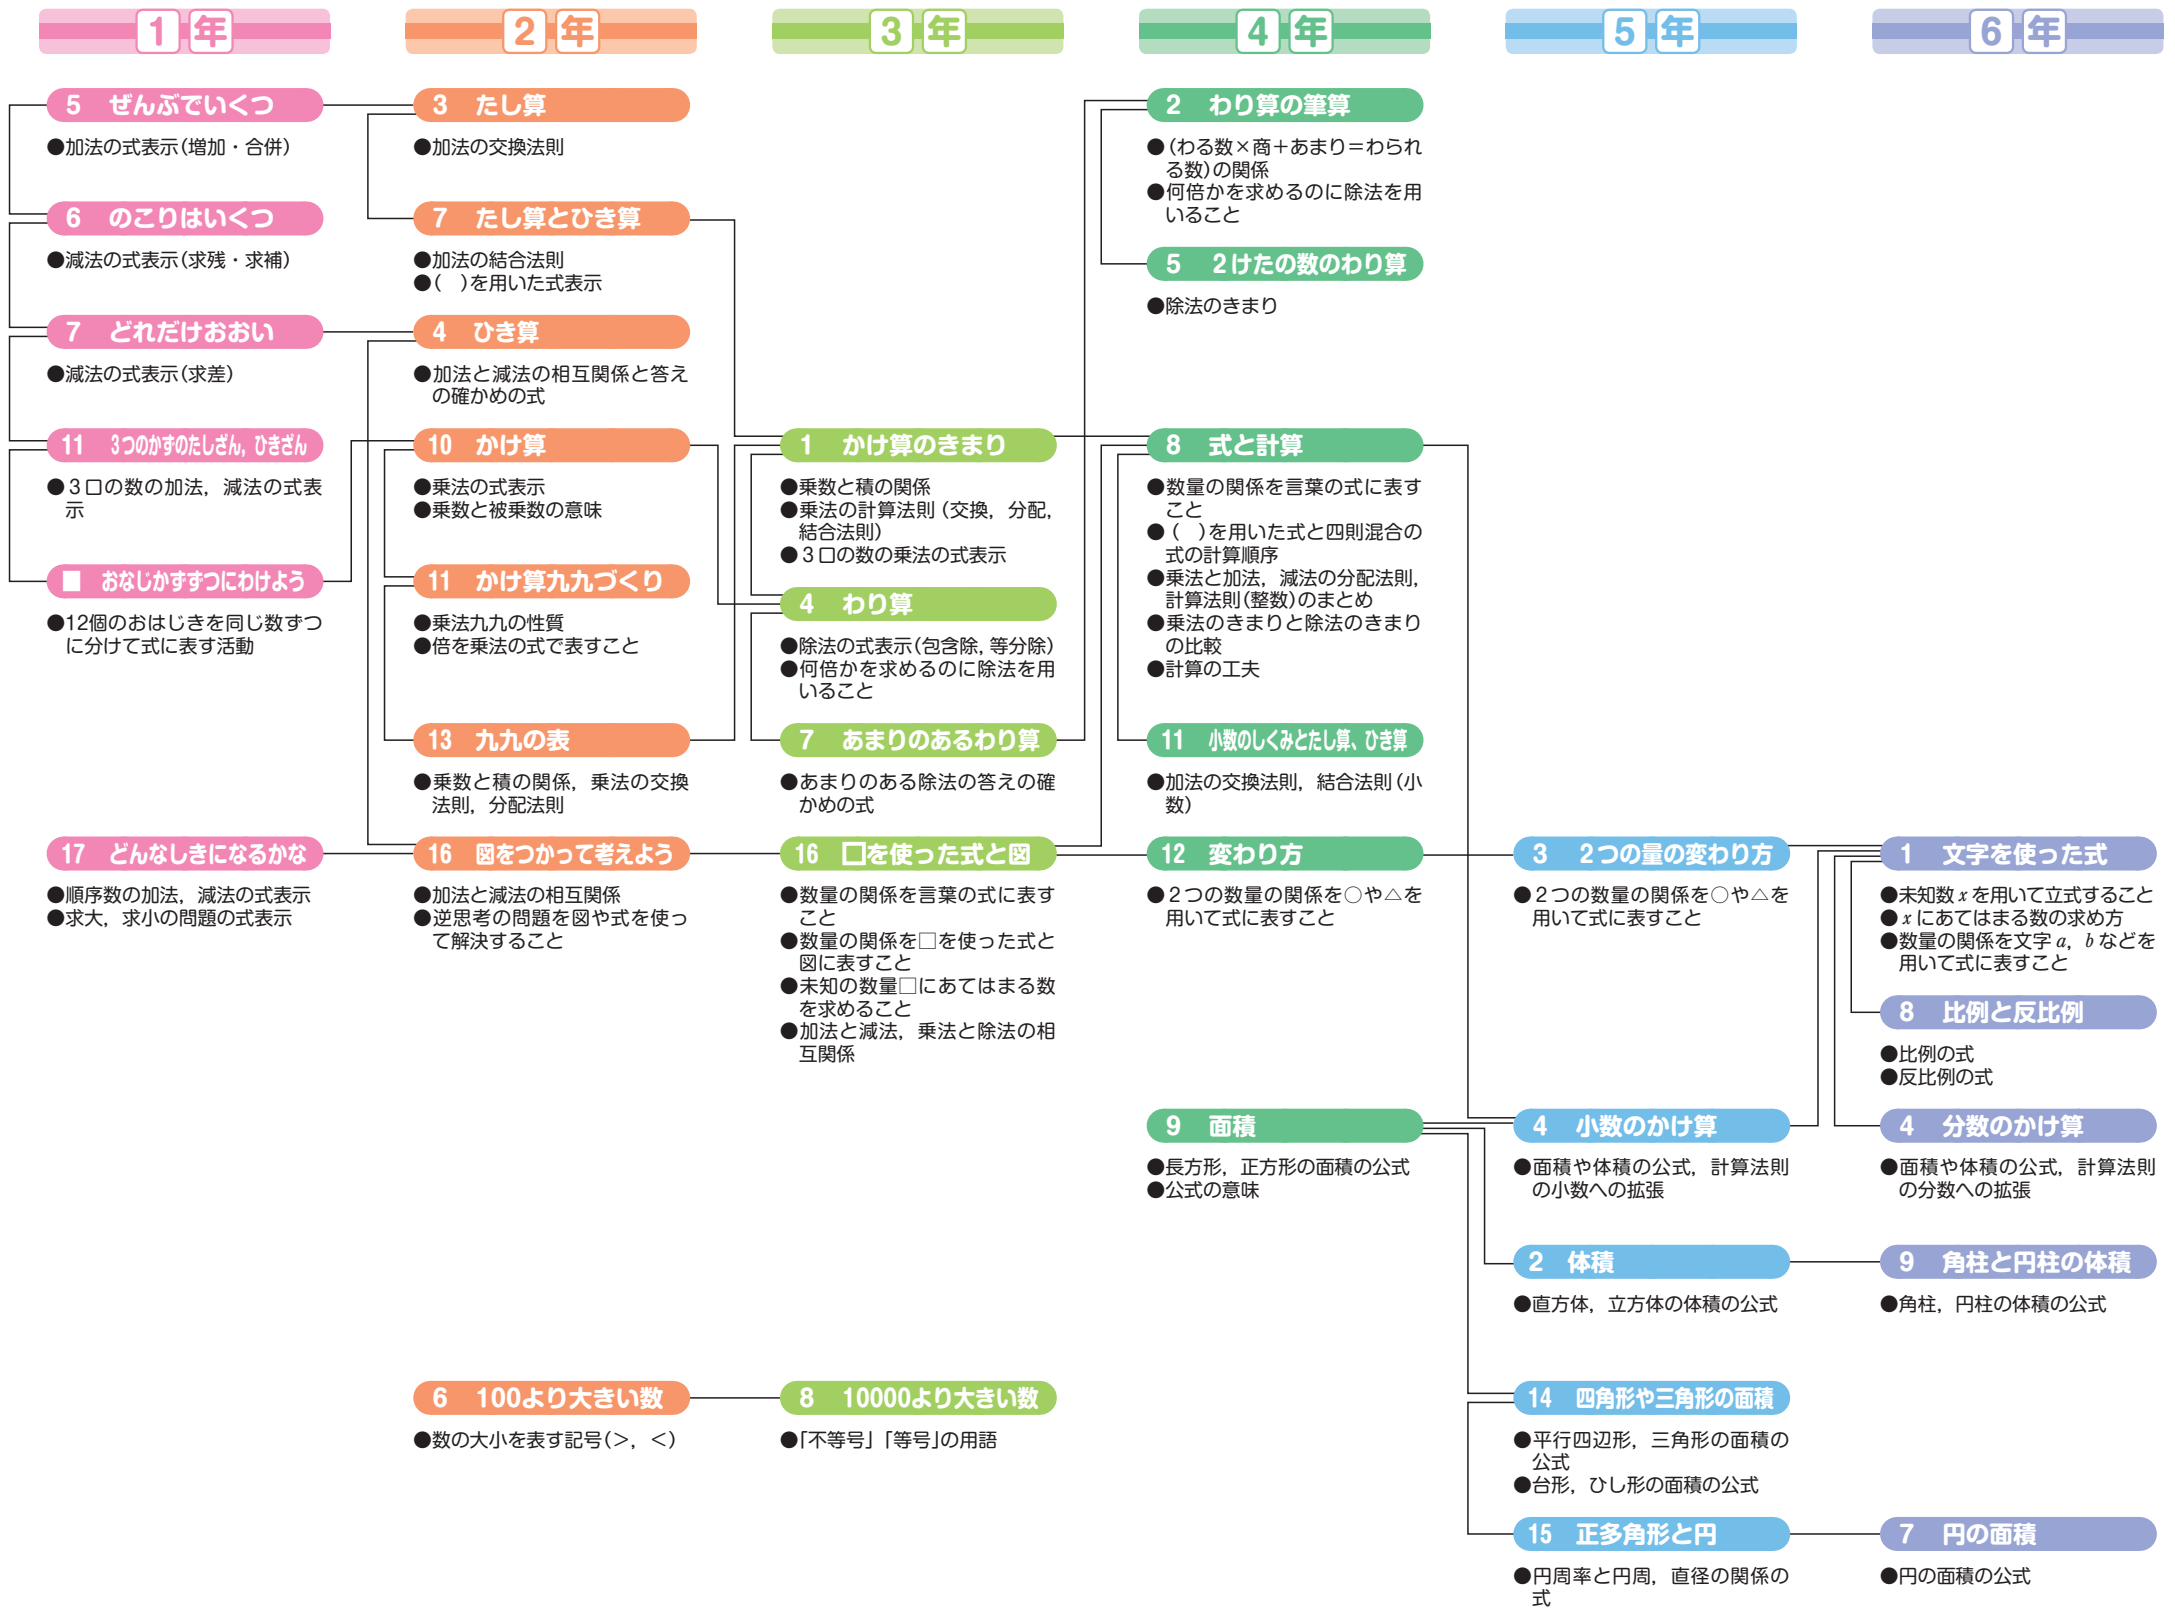 1年
5 ぜんぶでいくつ
●加法の式表示(増加・合併)
6 のこりはいくつ
●減法の式表示(求残・求補)
7 どれだけおおい
●減法の式表示(求差)
11 3つのかずのたしざん，ひきざん
●3口の数の加法，減法の式表
示
■ おなじかずずつにわけよう
●12個のおはじきを同じ数ずつ
に分けて式に表す活動
17 どんなしきになるかな
●順序数の加法，減法の式表示
●求大，求小の問題の式表示
2年
3 たし算
●加法の交換法則
7 たし算とひき算
●加法の結合法則
●(　)を用いた式表示
4 ひき算
●加法と減法の相互関係と答え
の確かめの式
10 かけ算
●乗法の式表示
●乗数と被乗数の意味
11 かけ算九九づくり
●乗法九九の性質
●倍を乗法の式で表すこと
13 九九の表
●乗数と積の関係，乗法の交換
法則，分配法則
16 図をつかって考えよう
●加法と減法の相互関係
●逆思考の問題を図や式を使っ
て解決すること
6 100より大きい数
●数の大小を表す記号(＞，＜)
3年
1 かけ算のきまり
●乗数と積の関係
●乗法の計算法則(交換，分配，
結合法則)
●3口の数の乗法の式表示
4 わり算
●除法の式表示(包含除，等分除)
●何倍かを求めるのに除法を用
いること
7 あまりのあるわり算
●あまりのある除法の答えの確
かめの式
16 □を使った式と図
●数量の関係を言葉の式に表す
こと
●数量の関係を□を使った式と
図に表すこと
●未知の数量□にあてはまる数
を求めること
●加法と減法，乗法と除法の相
互関係
8 10000より大きい数
●「不等号」「等号」の用語
4年
2 わり算の筆算
●(わる数×商＋あまり＝わられ
る数)の関係
●何倍かを求めるのに除法を用
いること
5 2けたの数のわり算
●除法のきまり
8 式と計算
●数量の関係を言葉の式に表す
こと
●(　)を用いた式と四則混合の
式の計算順序
●乗法と加法，減法の分配法則，
計算法則(整数)のまとめ
●乗法のきまりと除法のきまり
の比較
●計算の工夫
11 小数のしくみとたし算、ひき算
●加法の交換法則，結合法則(小
数)
12 変わり方
●2つの数量の関係を○や△を
用いて式に表すこと
9 面積
●長方形，正方形の面積の公式
●公式の意味
5年
3 2つの量の変わり方
●2つの数量の関係を○や△を
用いて式に表すこと
4 小数のかけ算
●面積や体積の公式，計算法則
の小数への拡張
2 体積
●直方体，立方体の体積の公式
14 四角形や三角形の面積
●平行四辺形，三角形の面積の
公式
●台形，ひし形の面積の公式
15 正多角形と円
●円周率と円周，直径の関係の
式
6年
1 文字を使った式
●未知数xを用いて立式すること
●xにあてはまる数の求め方
●数量の関係を文字a，bなどを
用いて式に表すこと
8 比例と反比例
●比例の式
●反比例の式
4 分数のかけ算
●面積や体積の公式，計算法則
の分数への拡張
9 角柱と円柱の体積
●角柱，円柱の体積の公式
7 円の面積
●円の面積の公式